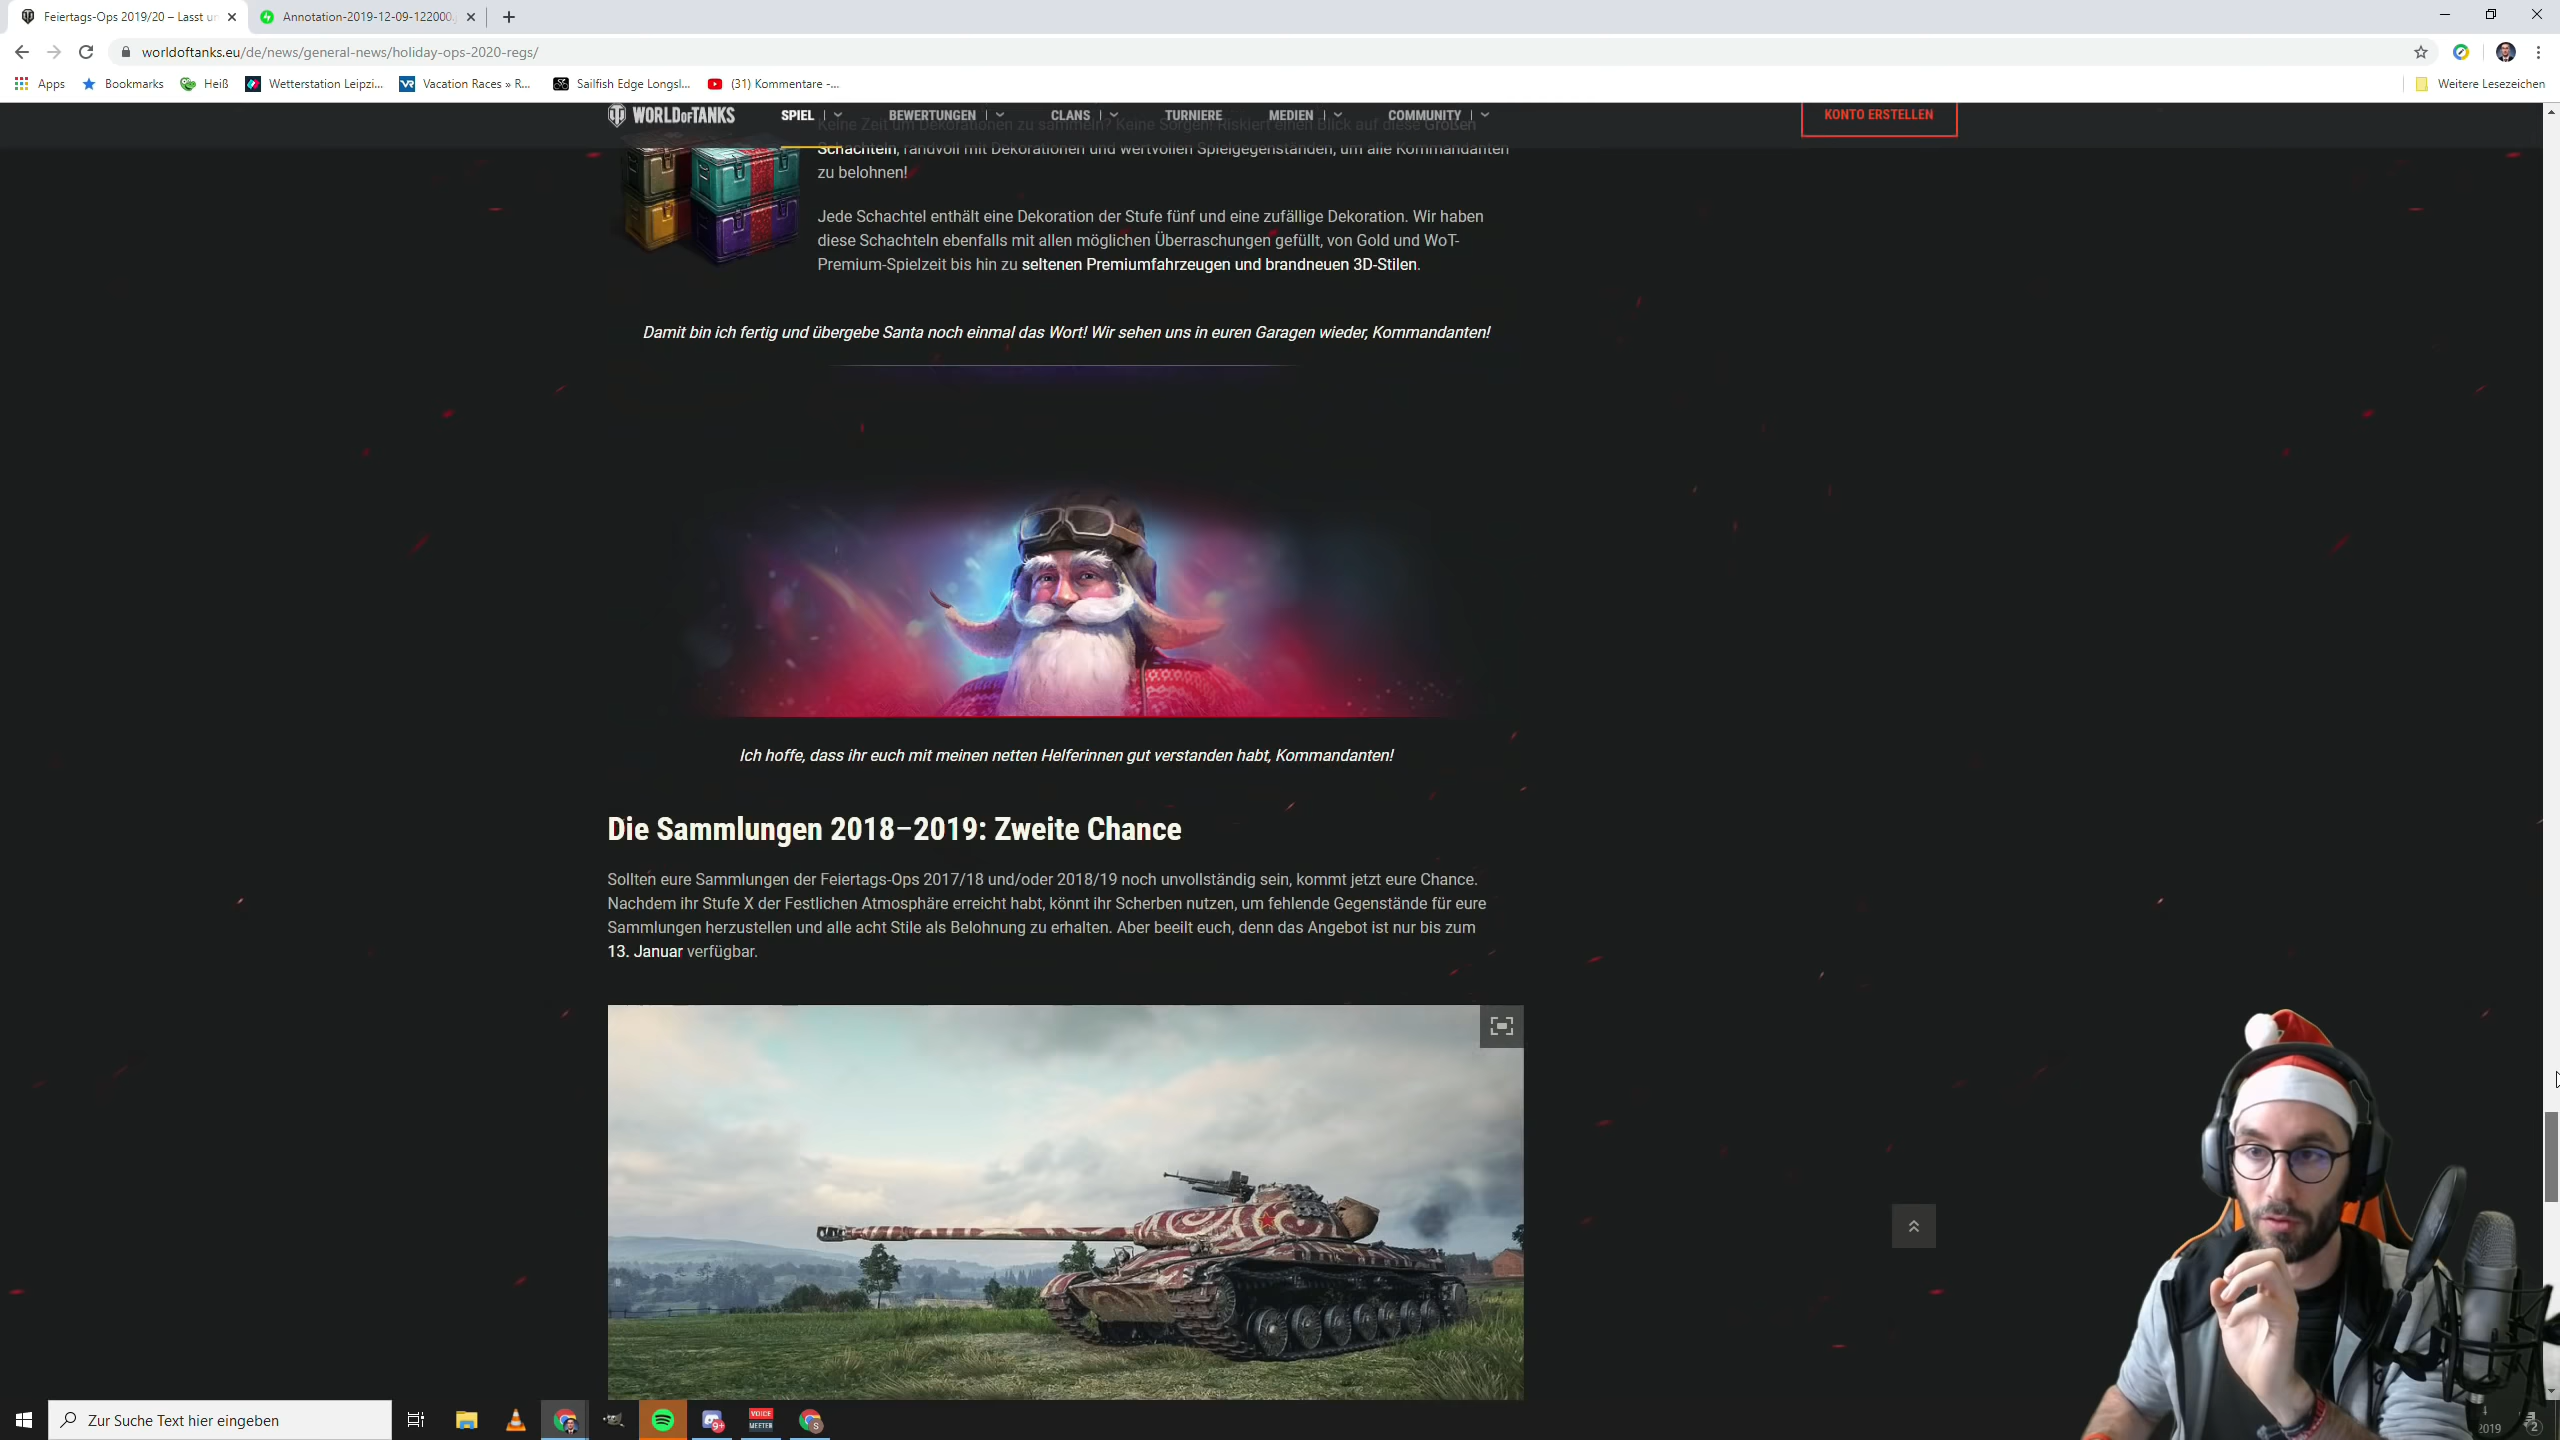 Feiertags-Ops 2019/20 – Lasst un
Annotation-2019-12-09-122000.
worldoftanks.eu/de/news/general-news/holiday-ops-2020-regs/
Apps
Bookmarks
Heiß
Wetterstation Leipzi...
Vacation Races » R...
Sailfish Edge Longsl...
(31) Kommentare -...
Weitere Lesezeichen
WORLD OF TANKS
SPIEL
BEWERTUNGEN
CLANS
TURNIERE
MEDIEN
COMMUNITY
KONTO ERSTELLEN
Keine Zeit um Dekorationen zu sammeln? Keine Sorgen! Riskiert einen Blick auf diese Großen
Schachteln, randvoll mit Dekorationen und wertvollen Spielgegenständen, um alle Kommandanten
zu belohnen!
Jede Schachtel enthält eine Dekoration der Stufe fünf und eine zufällige Dekoration. Wir haben
diese Schachteln ebenfalls mit allen möglichen Überraschungen gefüllt, von Gold und WoT-
Premium-Spielzeit bis hin zu seltenen Premiumfahrzeugen und brandneuen 3D-Stilen.
Damit bin ich fertig und übergebe Santa noch einmal das Wort! Wir sehen uns in euren Garagen wieder, Kommandanten!
Ich hoffe, dass ihr euch mit meinen netten Helferinnen gut verstanden habt, Kommandanten!
Die Sammlungen 2018–2019: Zweite Chance
Sollten eure Sammlungen der Feiertags-Ops 2017/18 und/oder 2018/19 noch unvollständig sein, kommt jetzt eure Chance.
Nachdem ihr Stufe X der Festlichen Atmosphäre erreicht habt, könnt ihr Scherben nutzen, um fehlende Gegenstände für eure
Sammlungen herzustellen und alle acht Stile als Belohnung zu erhalten. Aber beeilt euch, denn das Angebot ist nur bis zum
13. Januar verfügbar.
Zur Suche Text hier eingeben
9+
VOICE
MEETER
S
2019
2